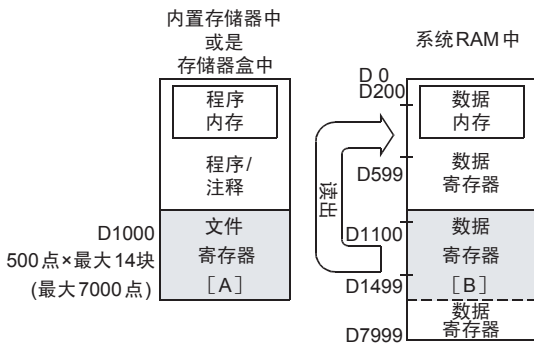 内置存储器中
或是
存储器盒中
程序
内存
程序/
注释
D1000
500点×最大14块
(最大7000点)
文件
寄存器
[A]
读出
系统RAM中
D 0
D200
D599
D1100
D1499
D7999
数据
内存
数据
寄存器
数据
寄存器
[B]
数据
寄存器